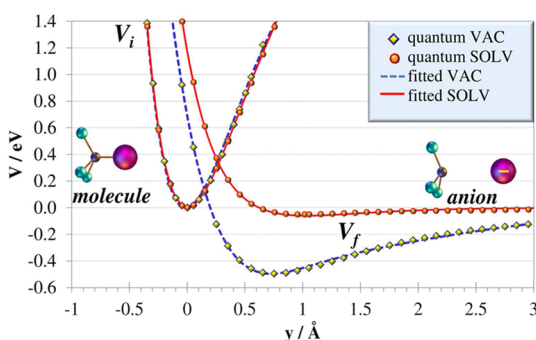 1.4
1.2
1.0
0.8
0.6
0.4
0.2
0.0
-0.2
-0.4
-0.6
V / eV
V_i
quantum VAC
quantum SOLV
fitted VAC
fitted SOLV
molecule
anion
V_f
-1 -0.5 0 0.5 1 1.5 2 2.5 3
y / Å